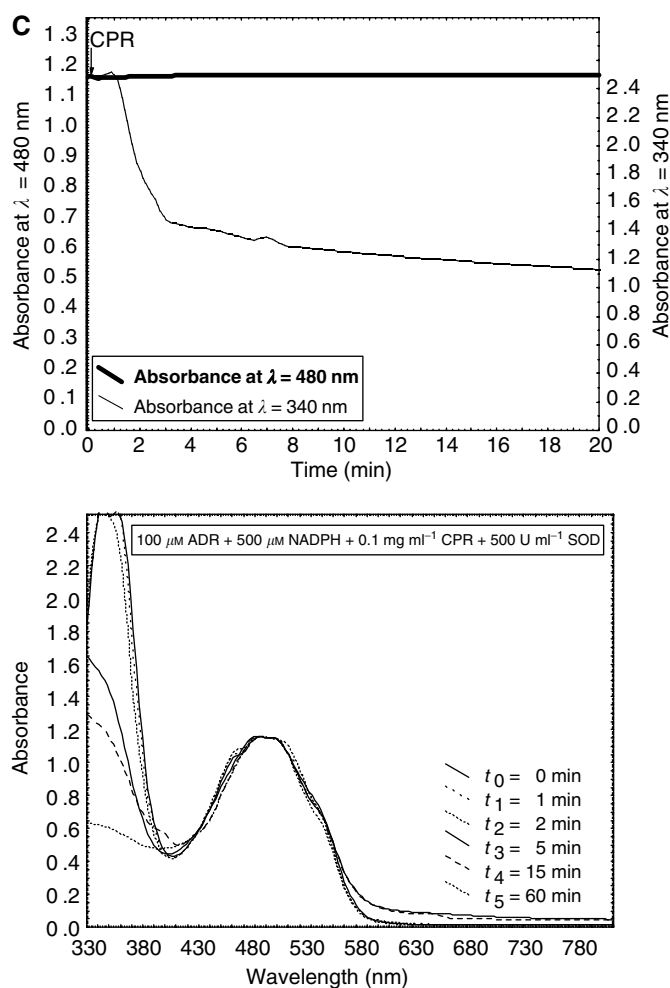 C
CPR
1.3
1.2
1.1
1.0
0.9
0.8
0.7
0.6
0.5
0.4
0.3
0.2
0.1
0.0
Absorbance at λ = 480 nm
2.4
2.2
2.0
1.8
1.6
1.4
1.2
1.0
0.8
0.6
0.4
0.2
0.0
Absorbance at λ = 340 nm
Absorbance at λ = 480 nm
Absorbance at λ = 340 nm
0 2 4 6 8 10 12 14 16 18 20
Time (min)
100 μM ADR + 500 μM NADPH + 0.1 mg ml⁻¹ CPR + 500 U ml⁻¹ SOD
2.4
2.2
2.0
1.8
1.6
1.4
1.2
1.0
0.8
0.6
0.4
0.2
0.0
Absorbance
t0 = 0 min
t1 = 1 min
t2 = 2 min
t3 = 5 min
t4 = 15 min
t5 = 60 min
330 380 430 480 530 580 630 680 730 780
Wavelength (nm)